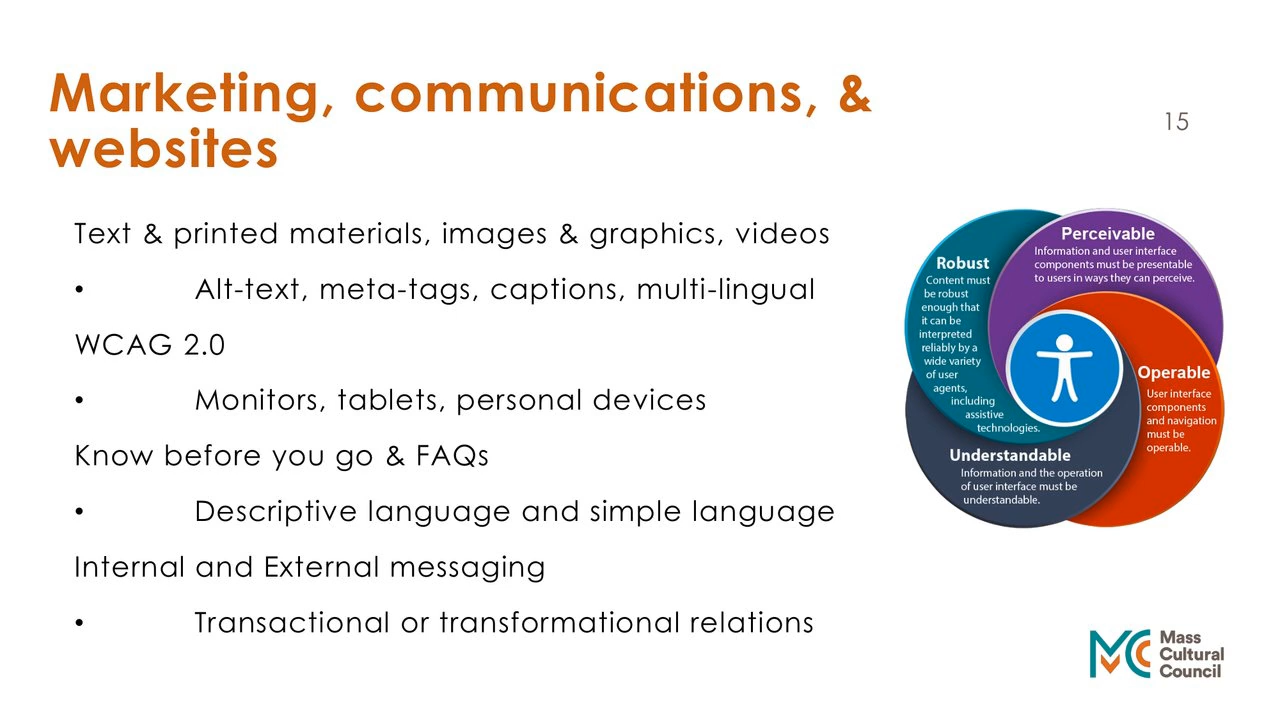 Marketing, communications, &
websites
15
Text & printed materials, images & graphics, videos
• Alt-text, meta-tags, captions, multi-lingual
WCAG 2.0
• Monitors, tablets, personal devices
Know before you go & FAQs
• Descriptive language and simple language
Internal and External messaging
• Transactional or transformational relations
Perceivable
Information and user interface
components must be presentable
to users in ways they can perceive.
Robust
Content must
be robust
enough that
it can be
interpreted
reliably by a
wide variety
of user
agents,
including
assistive
technologies.
Operable
User interface
components
and navigation
must be
operable.
Understandable
Information and the operation
of user interface must be
understandable.
MCC
Mass
Cultural
Council